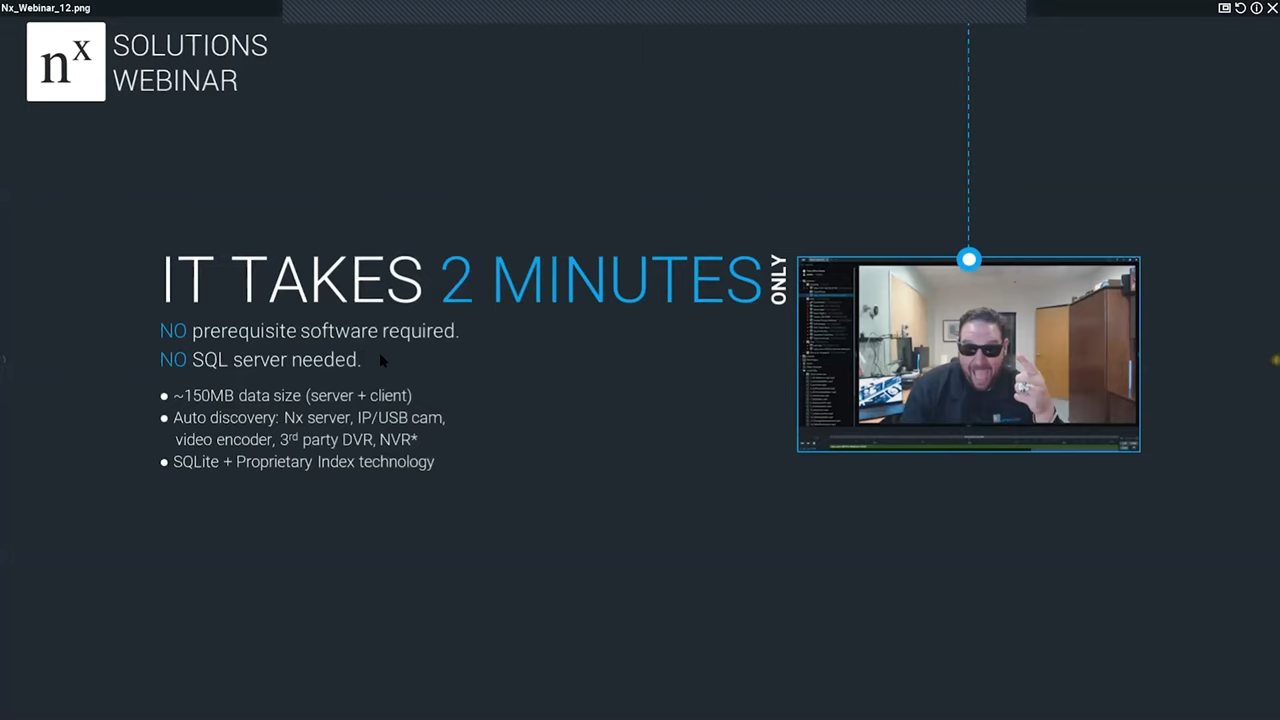 Nx_Webinar_12.png
nx
SOLUTIONS
WEBINAR
IT TAKES 2 MINUTES ONLY
NO prerequisite software required.
NO SQL server needed.
● ~150MB data size (server + client)
● Auto discovery: Nx server, IP/USB cam,
video encoder, 3rd party DVR, NVR*
● SQLite + Proprietary Index technology